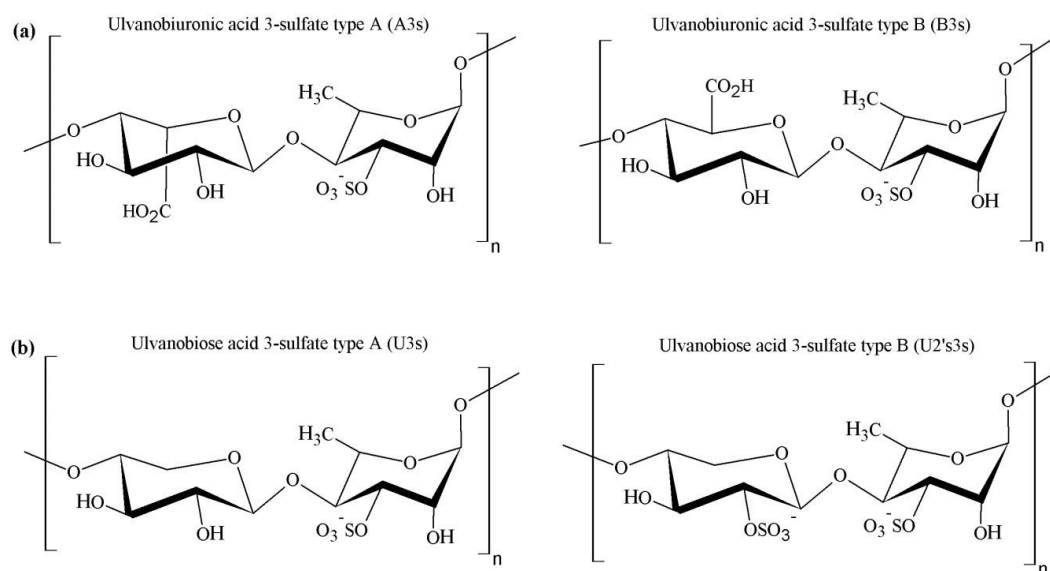 (a)
Ulvanobiuronic acid 3-sulfate type A (A3s)
O
H₃C
O
O
O
O
HO
OH
O₃⁻SO
OH
HO₂C
n
Ulvanobiuronic acid 3-sulfate type B (B3s)
O
CO₂H
H₃C
O
O
O
O
HO
OH
O₃⁻SO
OH
n
(b)
Ulvanobiose acid 3-sulfate type A (U3s)
O
H₃C
O
O
O
O
HO
OH
O₃⁻SO
OH
n
Ulvanobiose acid 3-sulfate type B (U2's3s)
O
H₃C
O
O
O
O
HO
OSO₃⁻
O₃⁻SO
OH
n